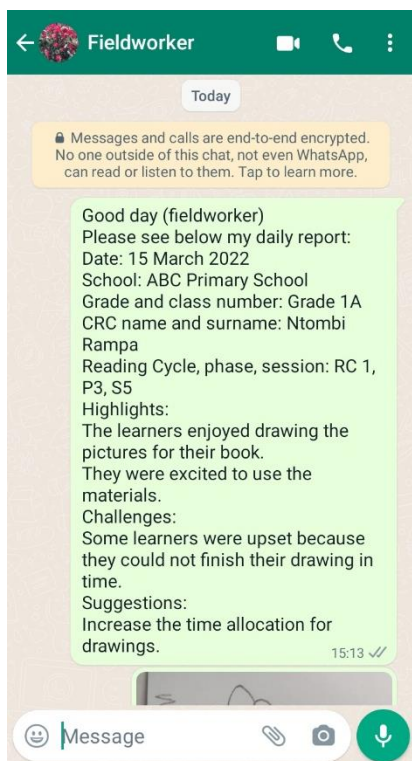 Fieldworker
Today
Messages and calls are end-to-end encrypted.
No one outside of this chat, not even WhatsApp,
can read or listen to them. Tap to learn more.
Good day (fieldworker)
Please see below my daily report:
Date: 15 March 2022
School: ABC Primary School
Grade and class number: Grade 1A
CRC name and surname: Ntombi
Rampa
Reading Cycle, phase, session: RC 1,
P3, S5
Highlights:
The learners enjoyed drawing the
pictures for their book.
They were excited to use the
materials.
Challenges:
Some learners were upset because
they could not finish their drawing in
time.
Suggestions:
Increase the time allocation for
drawings.
15:13
Message